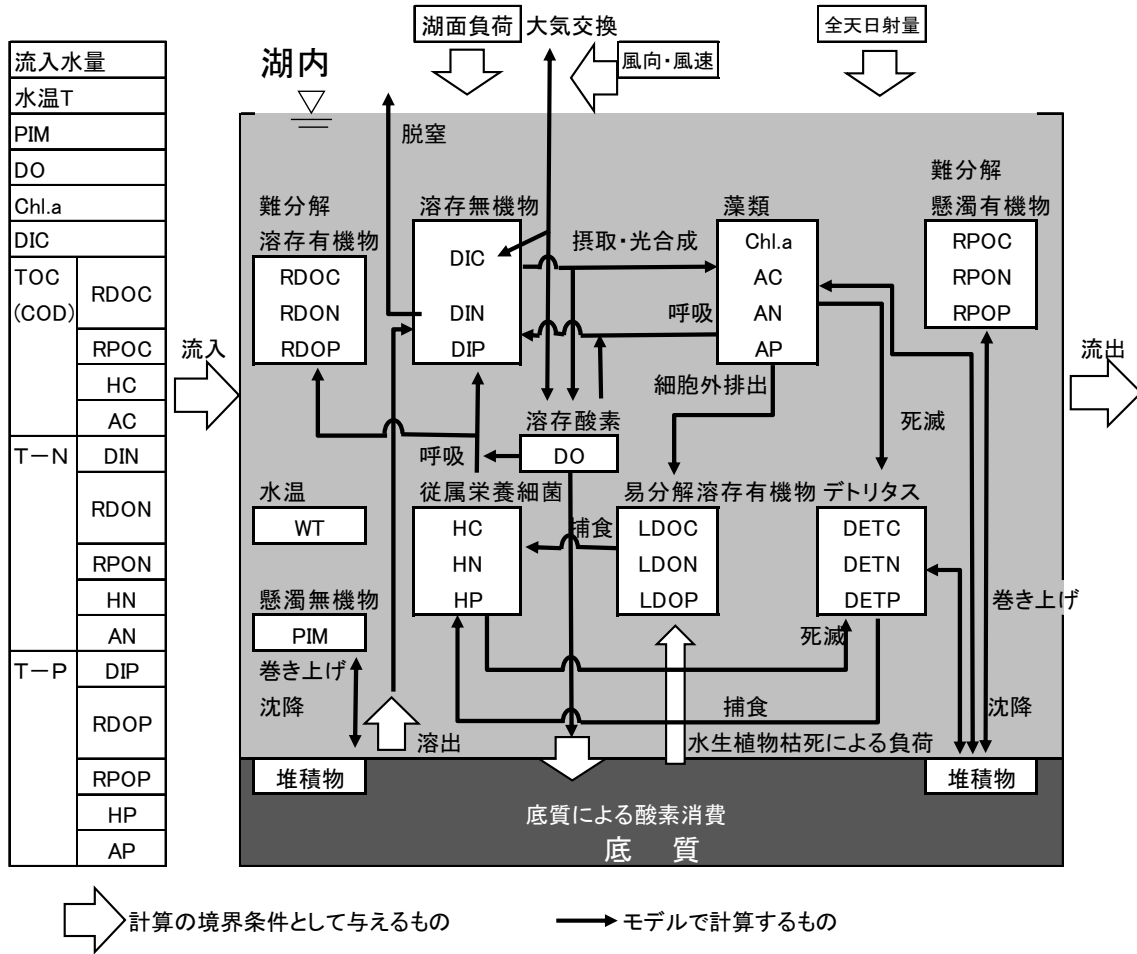 湖面負荷
大気交換
全天日射量
風向・風速
流入水量
水温T
PIM
DO
Chl.a
DIC
TOC
(COD)
RDOC
RPOC
HC
AC
T－N
DIN
RDON
RPON
HN
AN
T－P
DIP
RDOP
RPOP
HP
AP
流入
湖内
脱窒
難分解
溶存有機物
RDOC
RDON
RDOP
溶存無機物
DIC
DIN
DIP
摂取・光合成
呼吸
藻類
Chl.a
AC
AN
AP
難分解
懸濁有機物
RPOC
RPON
RPOP
流出
細胞外排出
死滅
溶存酸素
DO
呼吸
水温
WT
従属栄養細菌
HC
HN
HP
捕食
易分解溶存有機物
LDOC
LDON
LDOP
デトリタス
DETC
DETN
DETP
懸濁無機物
PIM
巻き上げ
沈降
死滅
捕食
巻き上げ
沈降
溶出
水生植物枯死による負荷
堆積物
堆積物
底質による酸素消費
底　質
計算の境界条件として与えるもの
モデルで計算するもの